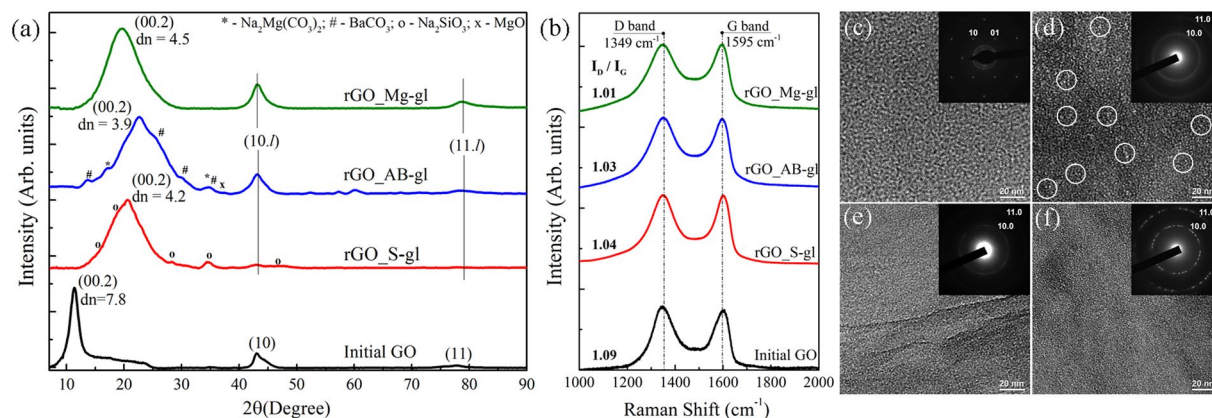 (a)
* - Na₂Mg(CO₃)₂; # - BaCO₃; o - Na₂SiO₃; x - MgO
(00.2)
dn = 4.5
rGO_Mg-gl
(00.2)
dn = 3.9
#
#
*
#
*#
x
(10.l)
(11.l)
rGO_AB-gl
(00.2)
dn = 4.2
o
o
o
o
o
rGO_S-gl
(00.2)
dn=7.8
(10)
(11)
Initial GO
Intensity (Arb. units)
10 20 30 40 50 60 70 80 90
2θ(Degree)
(b)
D band
1349 cm⁻¹
G band
1595 cm⁻¹
I_D / I_G
1.01
rGO_Mg-gl
1.03
rGO_AB-gl
1.04
rGO_S-gl
1.09
Initial GO
Intensity (Arb. units)
1000 1200 1400 1600 1800 2000
Raman Shift (cm⁻¹)
(c)
10 01
20 nm
(d)
11.0
10.0
20 nm
(e)
11.0
10.0
20 nm
(f)
11.0
10.0
20 nm